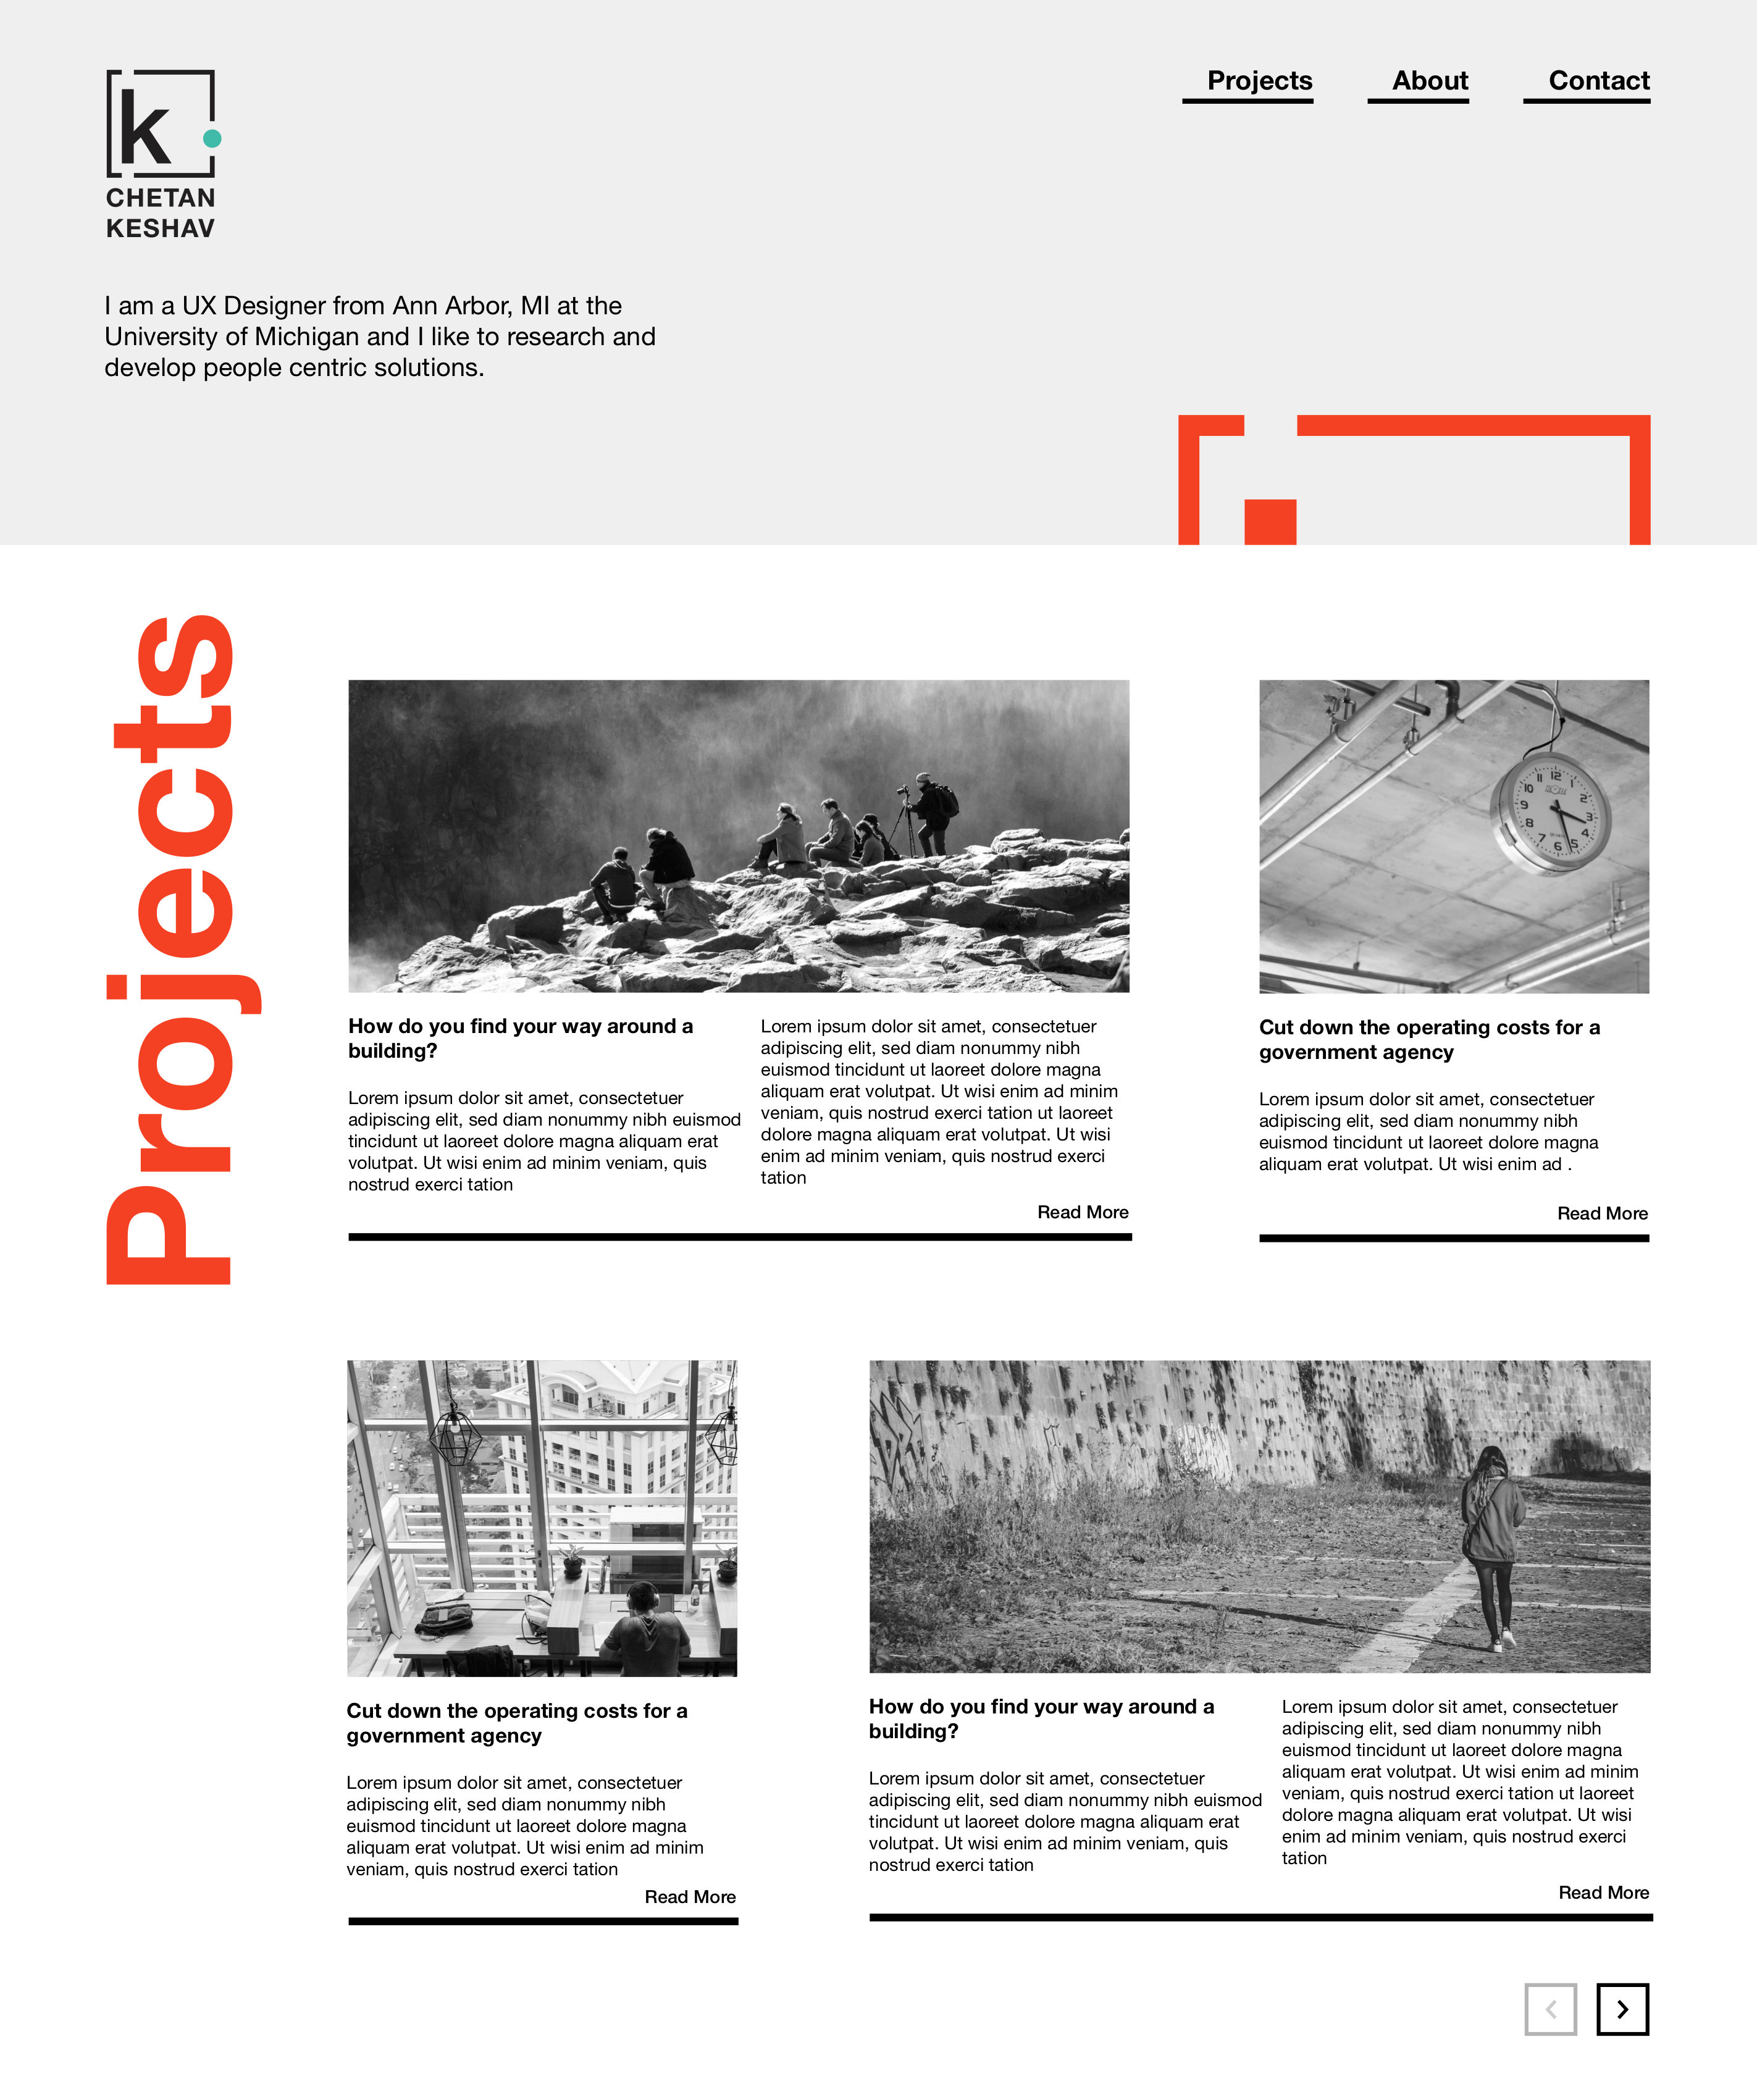 k
CHETAN
KESHAV
Projects
About
Contact
I am a UX Designer from Ann Arbor, MI at the
University of Michigan and I like to research and
develop people centric solutions.
Projects
12
1
2
3
4
5
6
7
8
9
10
11
How do you find your way around a
building?
Lorem ipsum dolor sit amet, consectetuer
adipiscing elit, sed diam nonummy nibh euismod
tincidunt ut laoreet dolore magna aliquam erat
volutpat. Ut wisi enim ad minim veniam, quis
nostrud exerci tation
Lorem ipsum dolor sit amet, consectetuer
adipiscing elit, sed diam nonummy nibh
euismod tincidunt ut laoreet dolore magna
aliquam erat volutpat. Ut wisi enim ad minim
veniam, quis nostrud exerci tation ut laoreet
dolore magna aliquam erat volutpat. Ut wisi
enim ad minim veniam, quis nostrud exerci
tation
Read More
Cut down the operating costs for a
government agency
Lorem ipsum dolor sit amet, consectetuer
adipiscing elit, sed diam nonummy nibh
euismod tincidunt ut laoreet dolore magna
aliquam erat volutpat. Ut wisi enim ad .
Read More
Cut down the operating costs for a
government agency
Lorem ipsum dolor sit amet, consectetuer
adipiscing elit, sed diam nonummy nibh
euismod tincidunt ut laoreet dolore magna
aliquam erat volutpat. Ut wisi enim ad minim
veniam, quis nostrud exerci tation
Read More
How do you find your way around a
building?
Lorem ipsum dolor sit amet, consectetuer
adipiscing elit, sed diam nonummy nibh euismod
tincidunt ut laoreet dolore magna aliquam erat
volutpat. Ut wisi enim ad minim veniam, quis
nostrud exerci tation
Lorem ipsum dolor sit amet, consectetuer
adipiscing elit, sed diam nonummy nibh
euismod tincidunt ut laoreet dolore magna
aliquam erat volutpat. Ut wisi enim ad minim
veniam, quis nostrud exerci tation ut laoreet
dolore magna aliquam erat volutpat. Ut wisi
enim ad minim veniam, quis nostrud exerci
tation
Read More